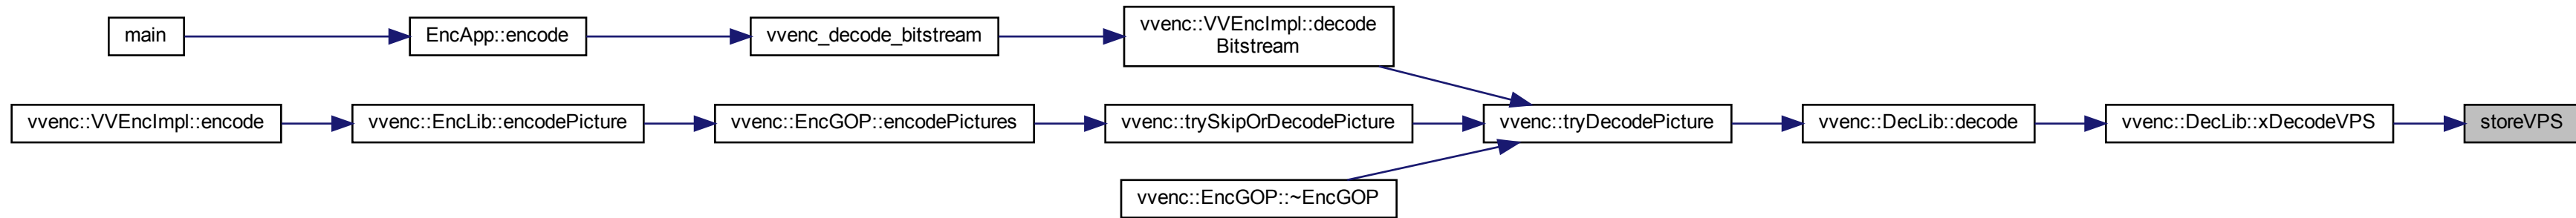 main
EncApp::encode
vvenc_decode_bitstream
vvenc::VVEncImpl::decode
Bitstream
vvenc::VVEncImpl::encode
vvenc::EncLib::encodePicture
vvenc::EncGOP::encodePictures
vvenc::trySkipOrDecodePicture
vvenc::tryDecodePicture
vvenc::DecLib::decode
vvenc::DecLib::xDecodeVPS
storeVPS
vvenc::EncGOP::~EncGOP